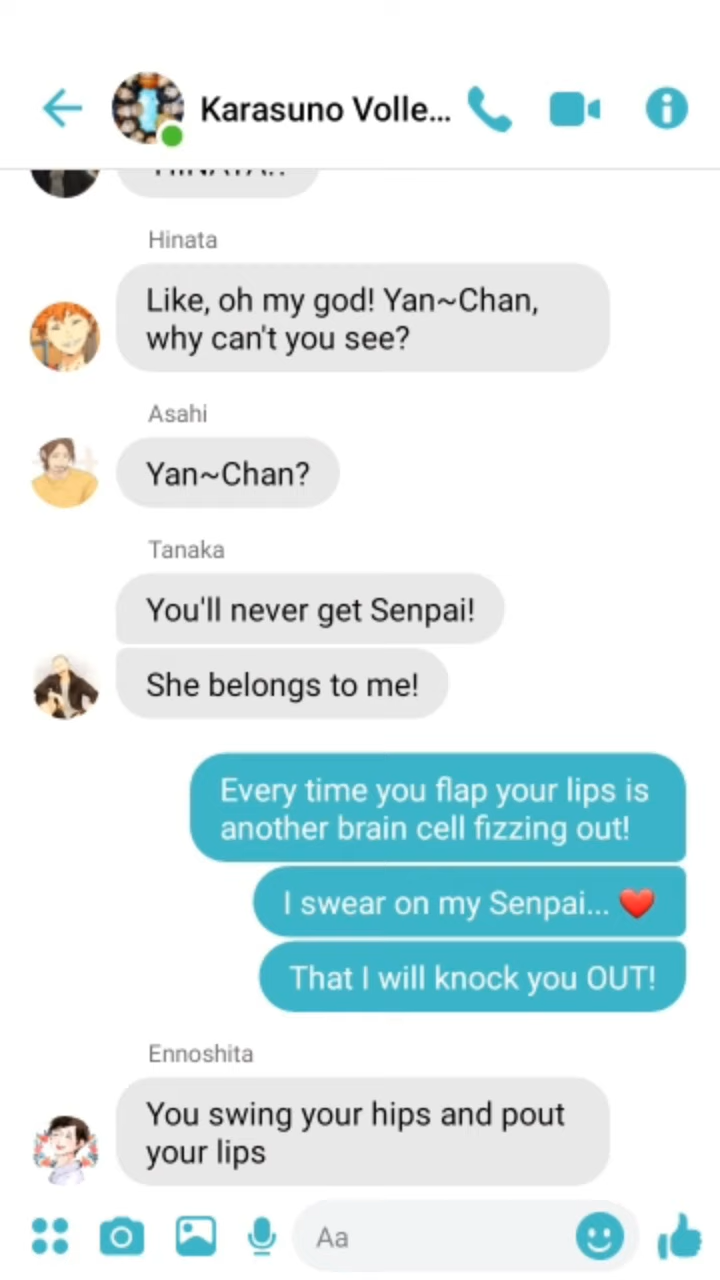 Karasuno Volle...
Hinata
Like, oh my god! Yan~Chan,
why can't you see?
Asahi
Yan~Chan?
Tanaka
You'll never get Senpai!
She belongs to me!
Every time you flap your lips is
another brain cell fizzing out!
I swear on my Senpai... ❤️
That I will knock you OUT!
Ennoshita
You swing your hips and pout
your lips
Aa